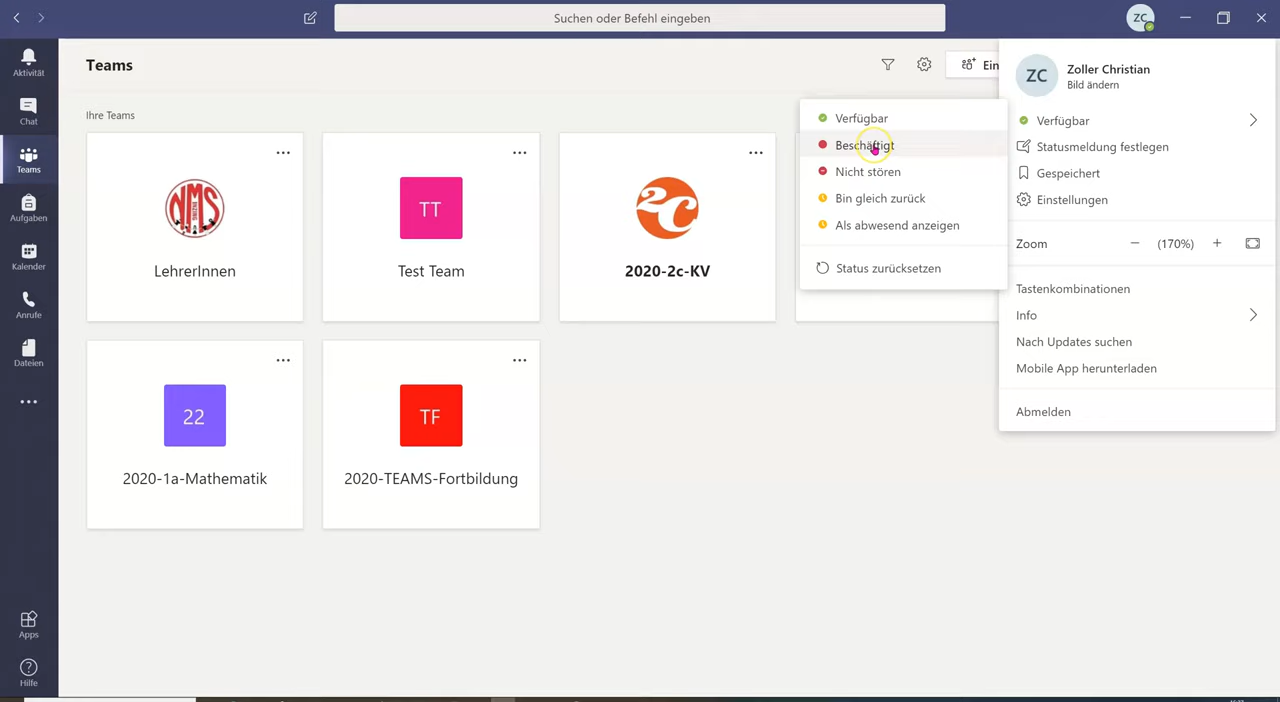 Suchen oder Befehl eingeben
ZC
Aktivität
Chat
Teams
Aufgaben
Kalender
Anrufe
Dateien
Apps
Hilfe
Teams
Ein
Ihre Teams
NMS
LehrerInnen
TT
Test Team
2C
2020-2c-KV
22
2020-1a-Mathematik
TF
2020-TEAMS-Fortbildung
Verfügbar
Beschäftigt
Nicht stören
Bin gleich zurück
Als abwesend anzeigen
Status zurücksetzen
ZC
Zoller Christian
Bild ändern
Verfügbar
Statusmeldung festlegen
Gespeichert
Einstellungen
Zoom
(170%)
Tastenkombinationen
Info
Nach Updates suchen
Mobile App herunterladen
Abmelden